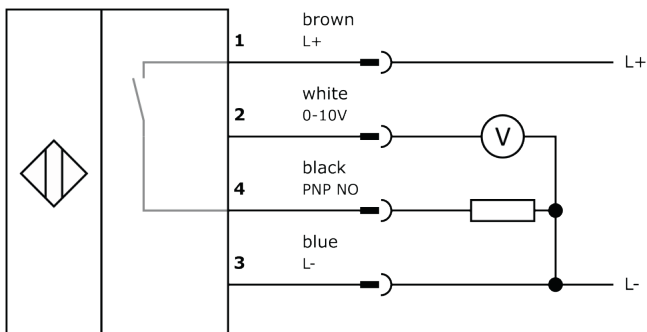 brown
1 L+ L+
white
2 0-10V
V
black
4 PNP NO
blue
3 L- L-